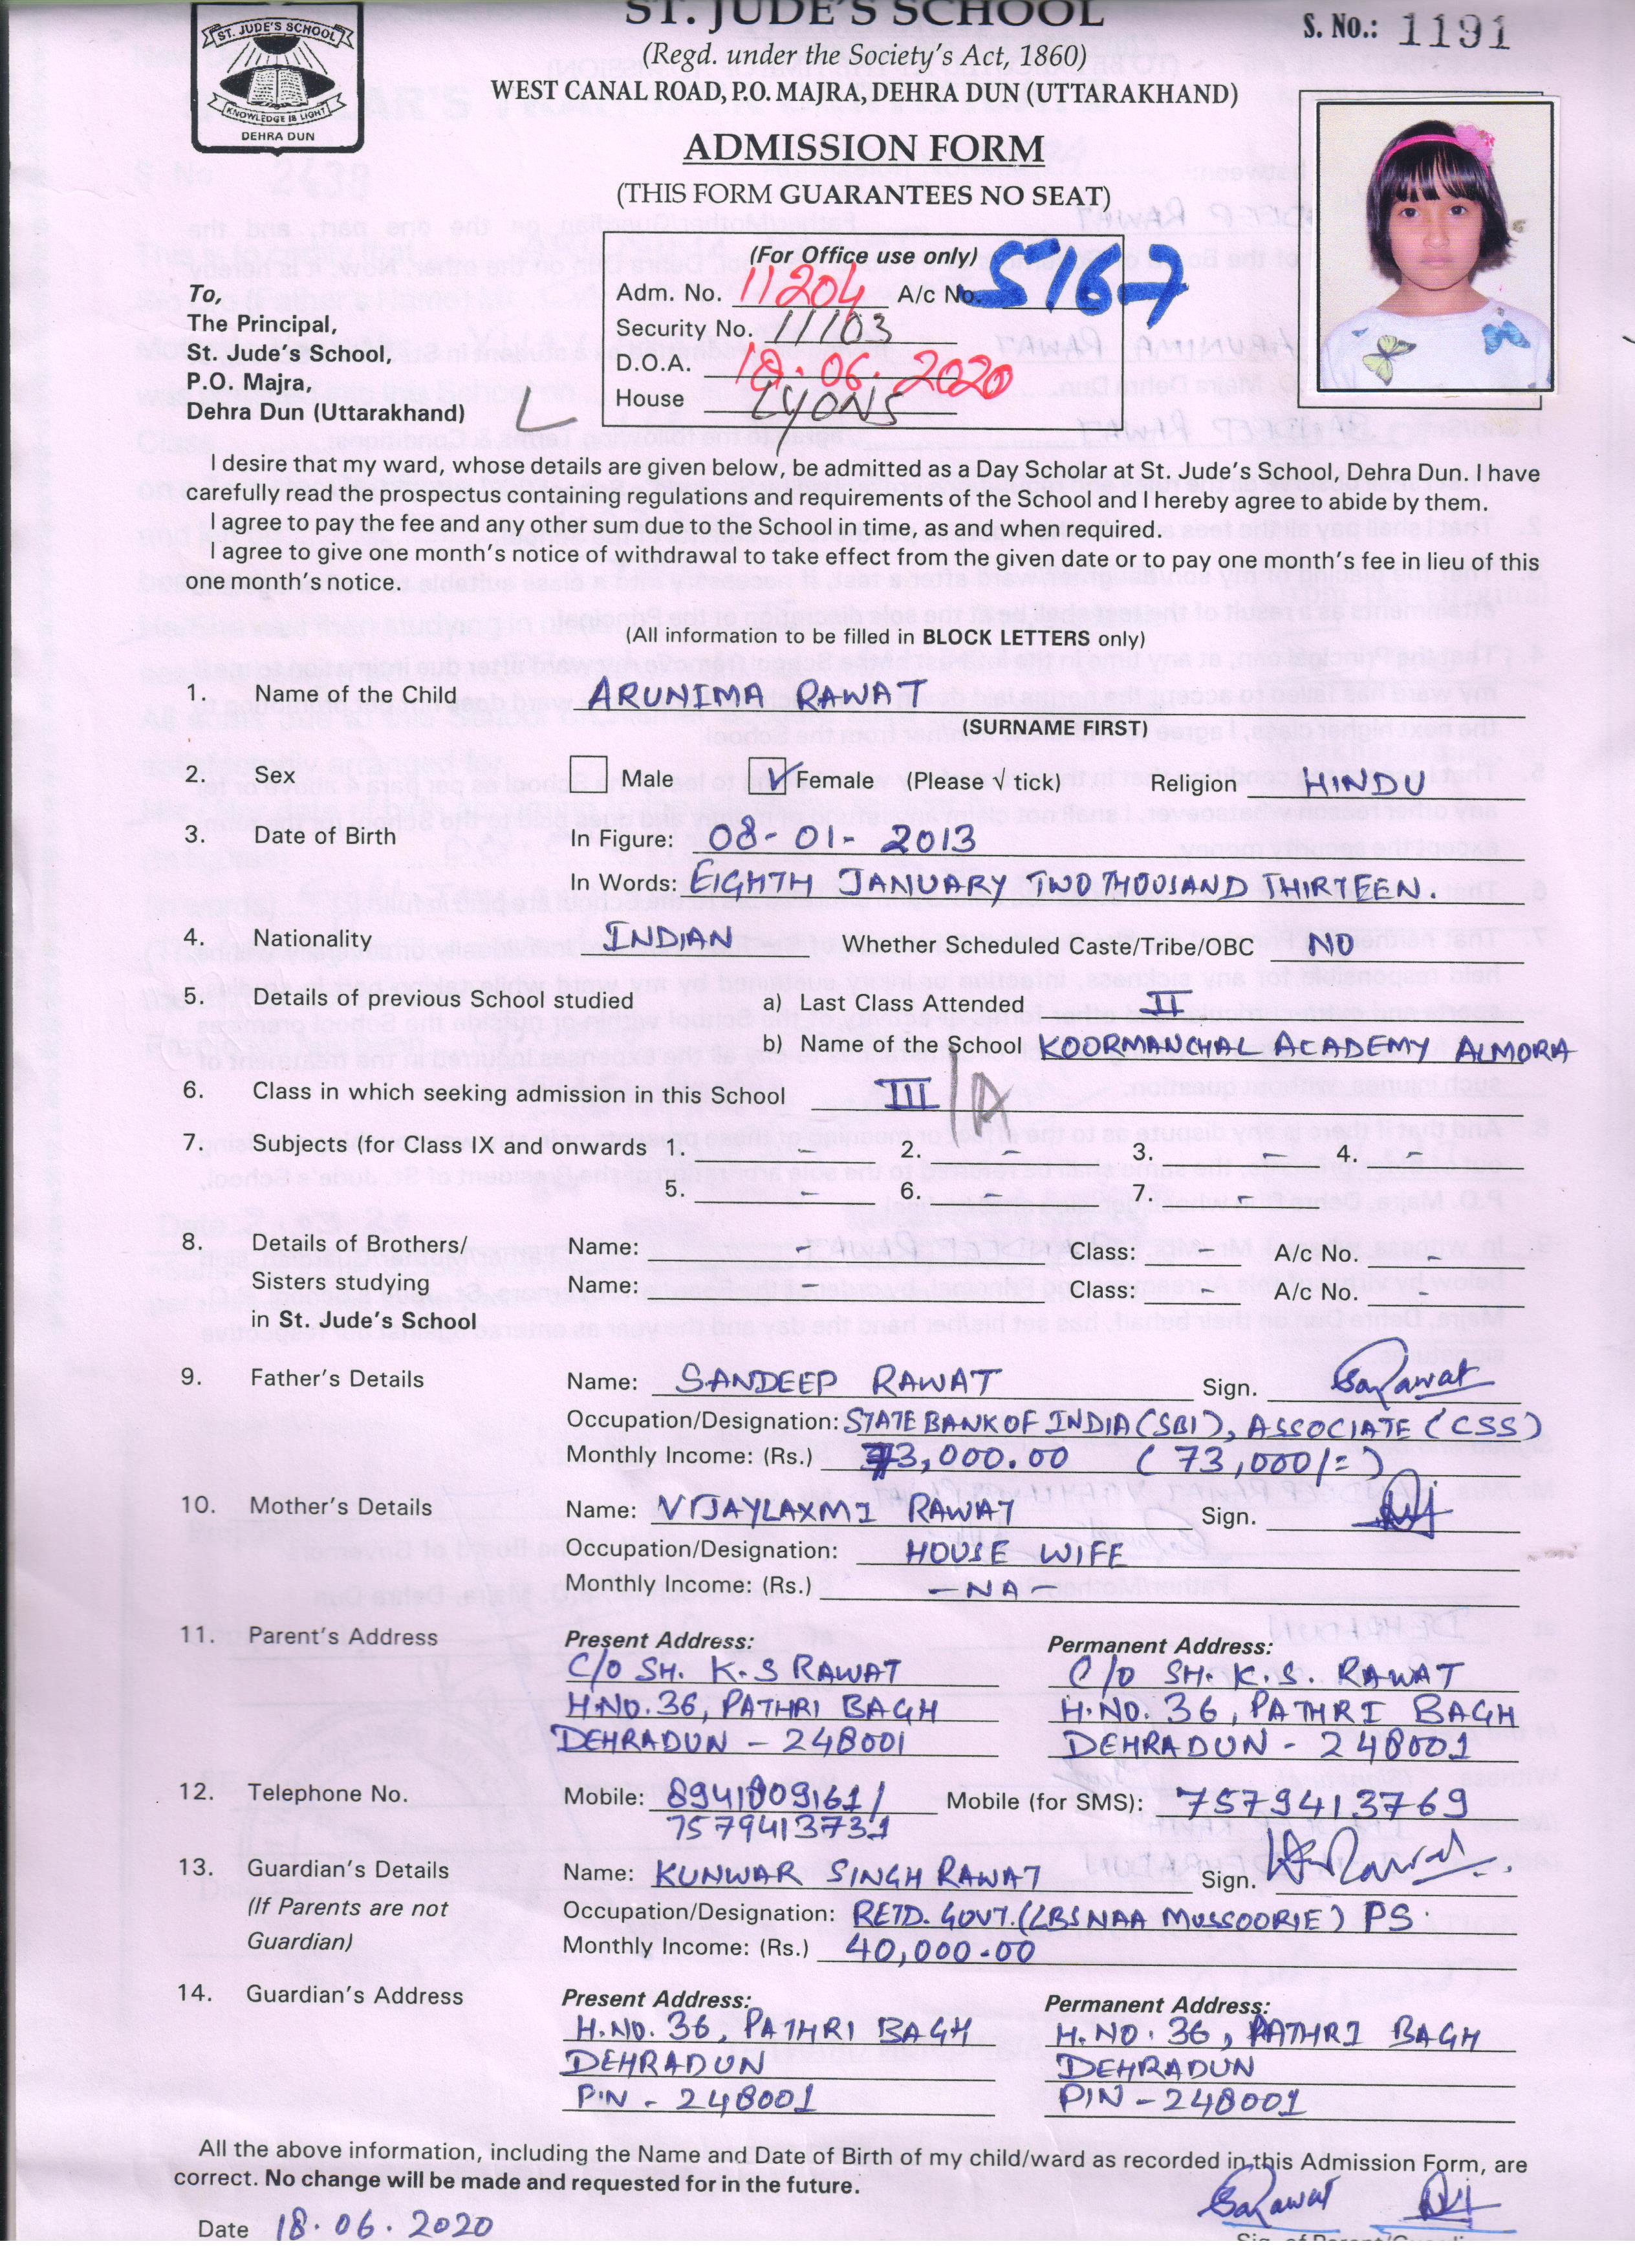 ST. JUDE'S SCHOOL
KNOWLEDGE IS LIGHT
DEHRA DUN
ST. JUDE'S SCHOOL
(Regd. under the Society's Act, 1860)
WEST CANAL ROAD, P.O. MAJRA, DEHRA DUN (UTTARAKHAND)
S. No.: 1191
ADMISSION FORM
(THIS FORM GUARANTEES NO SEAT)
(For Office use only)
Adm. No. 11204 A/c No. 5167
Security No. 11103
D.O.A. 18.06.2020
House LYONS
To,
The Principal,
St. Jude's School,
P.O. Majra,
Dehra Dun (Uttarakhand)
I desire that my ward, whose details are given below, be admitted as a Day Scholar at St. Jude's School, Dehra Dun. I have
carefully read the prospectus containing regulations and requirements of the School and I hereby agree to abide by them.
I agree to pay the fee and any other sum due to the School in time, as and when required.
I agree to give one month's notice of withdrawal to take effect from the given date or to pay one month's fee in lieu of this
one month's notice.
(All information to be filled in BLOCK LETTERS only)
1. Name of the Child ARUNIMA RAWAT
(SURNAME FIRST)
2. Sex Male Female (Please √ tick) Religion HINDU
3. Date of Birth In Figure: 08-01-2013
In Words: EIGHTH JANUARY TWO THOUSAND THIRTEEN.
4. Nationality INDIAN Whether Scheduled Caste/Tribe/OBC NO
5. Details of previous School studied a) Last Class Attended II
b) Name of the School KOORMANCHAL ACADEMY ALMORA
6. Class in which seeking admission in this School III/A
7. Subjects (for Class IX and onwards 1. - 2. - 3. - 4. -
5. - 6. - 7. -
8. Details of Brothers/ Name: - Class: - A/c No. -
Sisters studying Name: - Class: - A/c No. -
in St. Jude's School
9. Father's Details Name: SANDEEP RAWAT Sign. SRawat
Occupation/Designation: STATE BANK OF INDIA (SBI), ASSOCIATE (CSS)
Monthly Income: (Rs.) 73,000.00 (73,000/=)
10. Mother's Details Name: VIJAYLAXMI RAWAT Sign.
Occupation/Designation: HOUSE WIFE
Monthly Income: (Rs.) - NA
11. Parent's Address Present Address: Permanent Address:
C/O SH. K.S RAWAT C/O SH. K.S. RAWAT
H.NO. 36, PATHRI BAGH H.NO. 36, PATHRI BAGH
DEHRADUN - 248001 DEHRADUN - 248001
12. Telephone No. Mobile: 8941809161/ Mobile (for SMS): 7579413769
7579413731
13. Guardian's Details Name: KUNWAR SINGH RAWAT Sign.
(If Parents are not Occupation/Designation: RETD. GOVT. (LBSNAA MUSSOORIE) PS.
Guardian) Monthly Income: (Rs.) 40,000.00
14. Guardian's Address Present Address: Permanent Address:
H.NO. 36, PATHRI BAGH H.NO. 36, PATHRI BAGH
DEHRADUN DEHRADUN
PIN - 248001 PIN - 248001
All the above information, including the Name and Date of Birth of my child/ward as recorded in this Admission Form, are
correct. No change will be made and requested for in the future.
Date 18.06.2020 SRawat